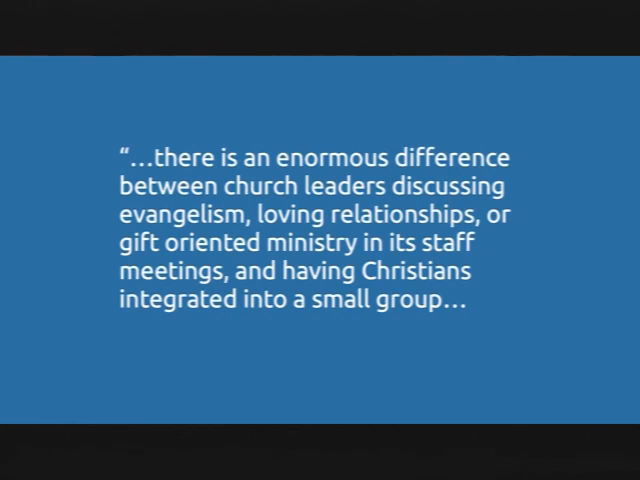 “…there is an enormous difference
between church leaders discussing
evangelism, loving relationships, or
gift oriented ministry in its staff
meetings, and having Christians
integrated into a small group…